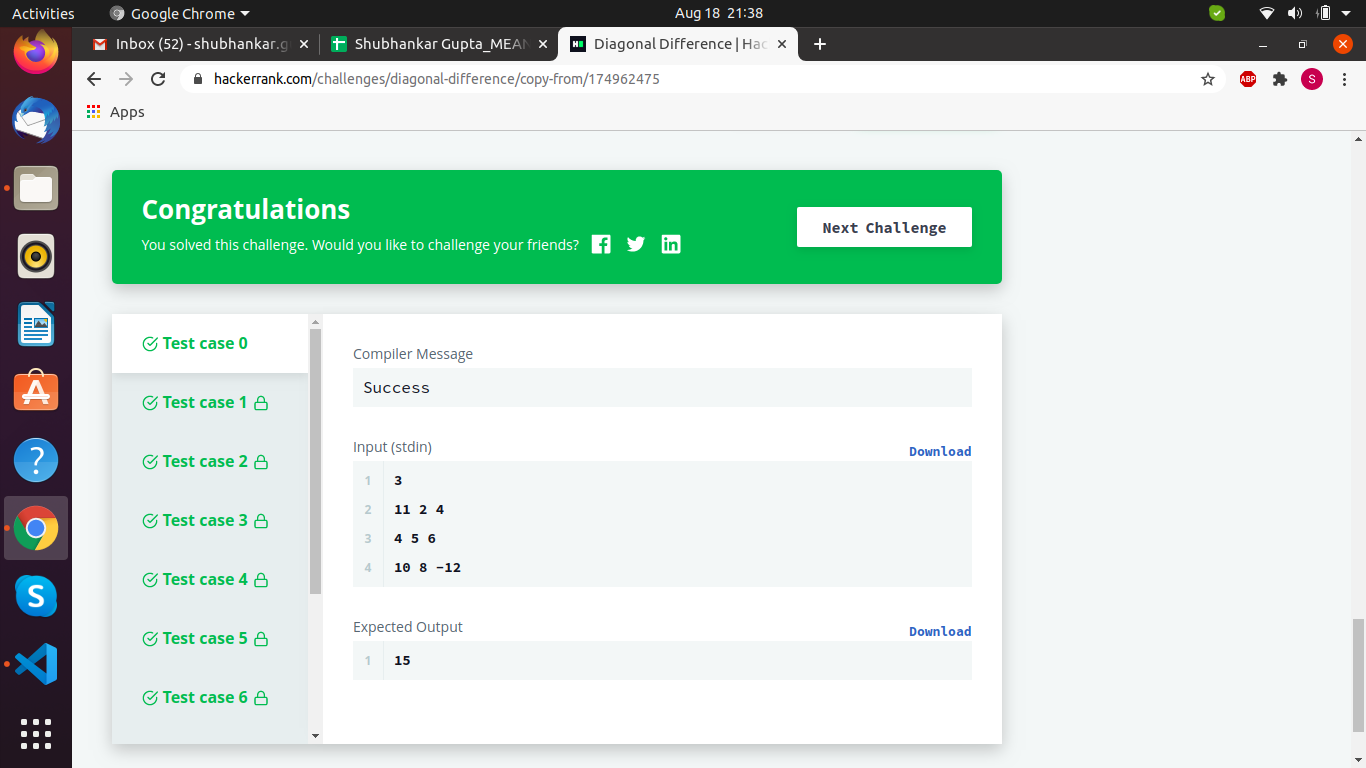 Activities
Google Chrome
Aug 18 21:38
Inbox (52) - shubhankar.g
Shubhankar Gupta_MEAN
Diagonal Difference | Hac
hackerrank.com/challenges/diagonal-difference/copy-from/174962475
ABP
S
Apps
Congratulations
You solved this challenge. Would you like to challenge your friends?
Next Challenge
Test case 0
Test case 1
Test case 2
Test case 3
Test case 4
Test case 5
Test case 6
Compiler Message
Success
Input (stdin)
Download
1 3
2 11 2 4
3 4 5 6
4 10 8 -12
Expected Output
Download
1 15